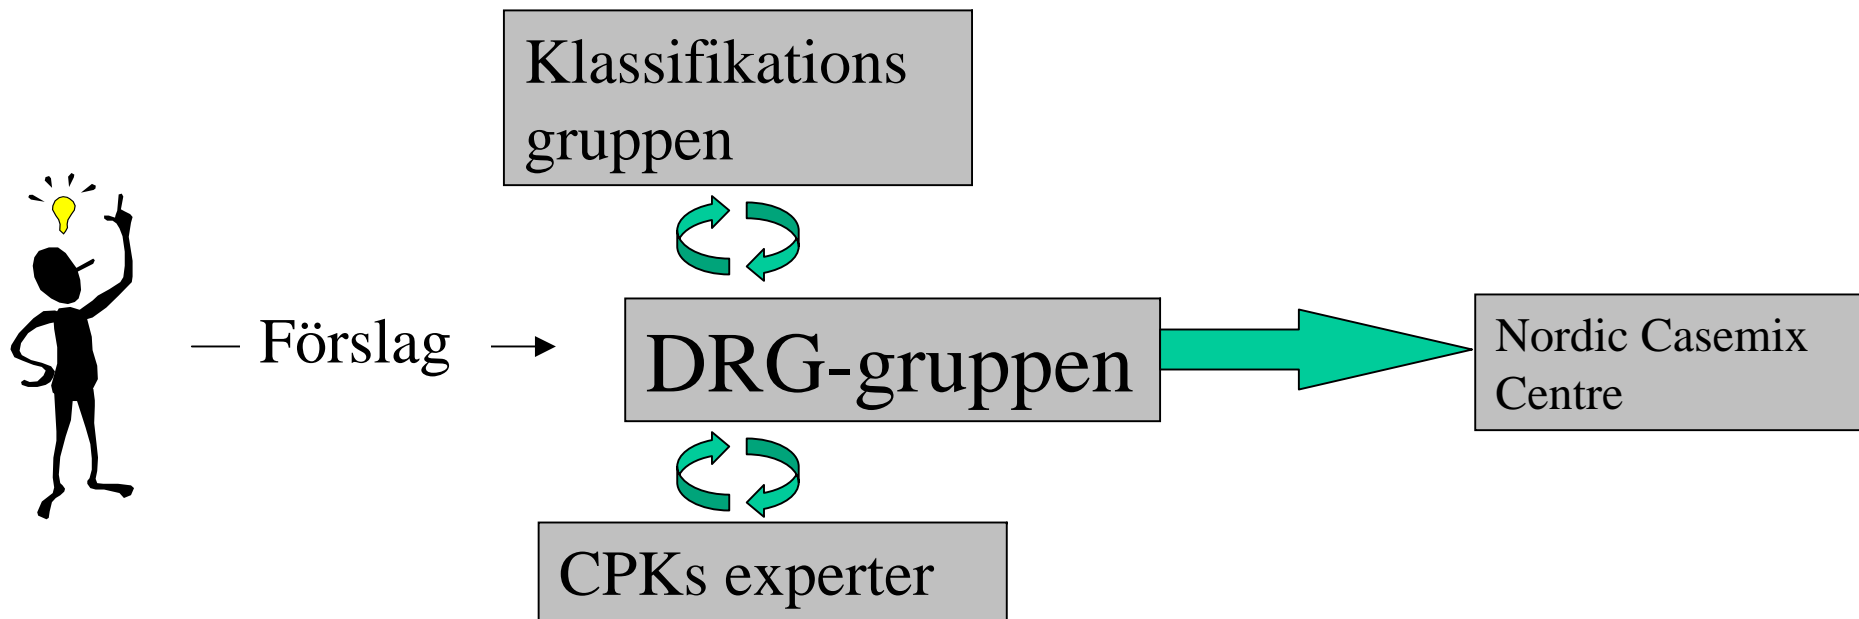 Klassifikations
gruppen
— Förslag
DRG-gruppen
Nordic Casemix
Centre
CPKs experter